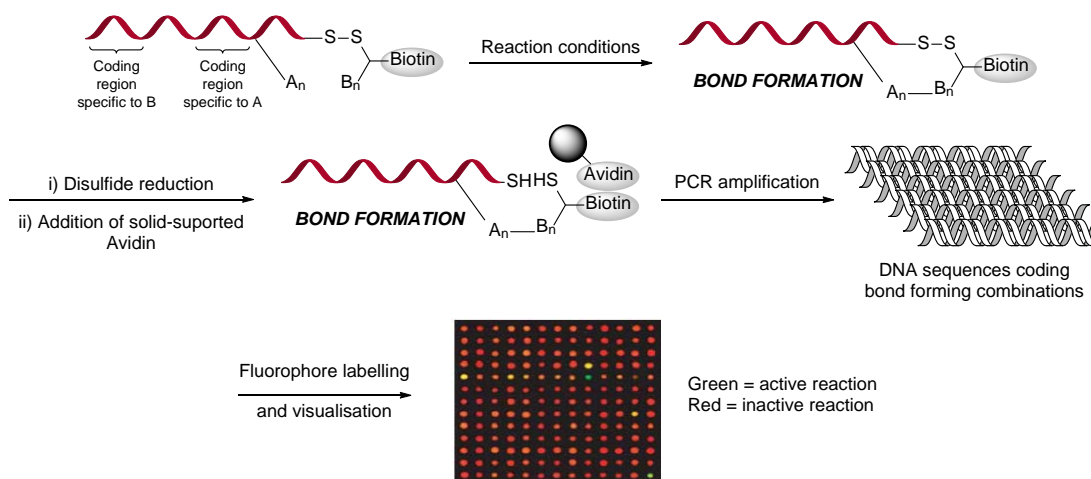 S–S
Biotin
Coding
region
specific to B
Coding
region
specific to A
An
Bn
Reaction conditions
S–S
Biotin
BOND FORMATION
An
Bn
i) Disulfide reduction
ii) Addition of solid-suported
Avidin
SHHS
Avidin
Biotin
BOND FORMATION
An
Bn
PCR amplification
DNA sequences coding
bond forming combinations
Fluorophore labelling
and visualisation
Green = active reaction
Red = inactive reaction